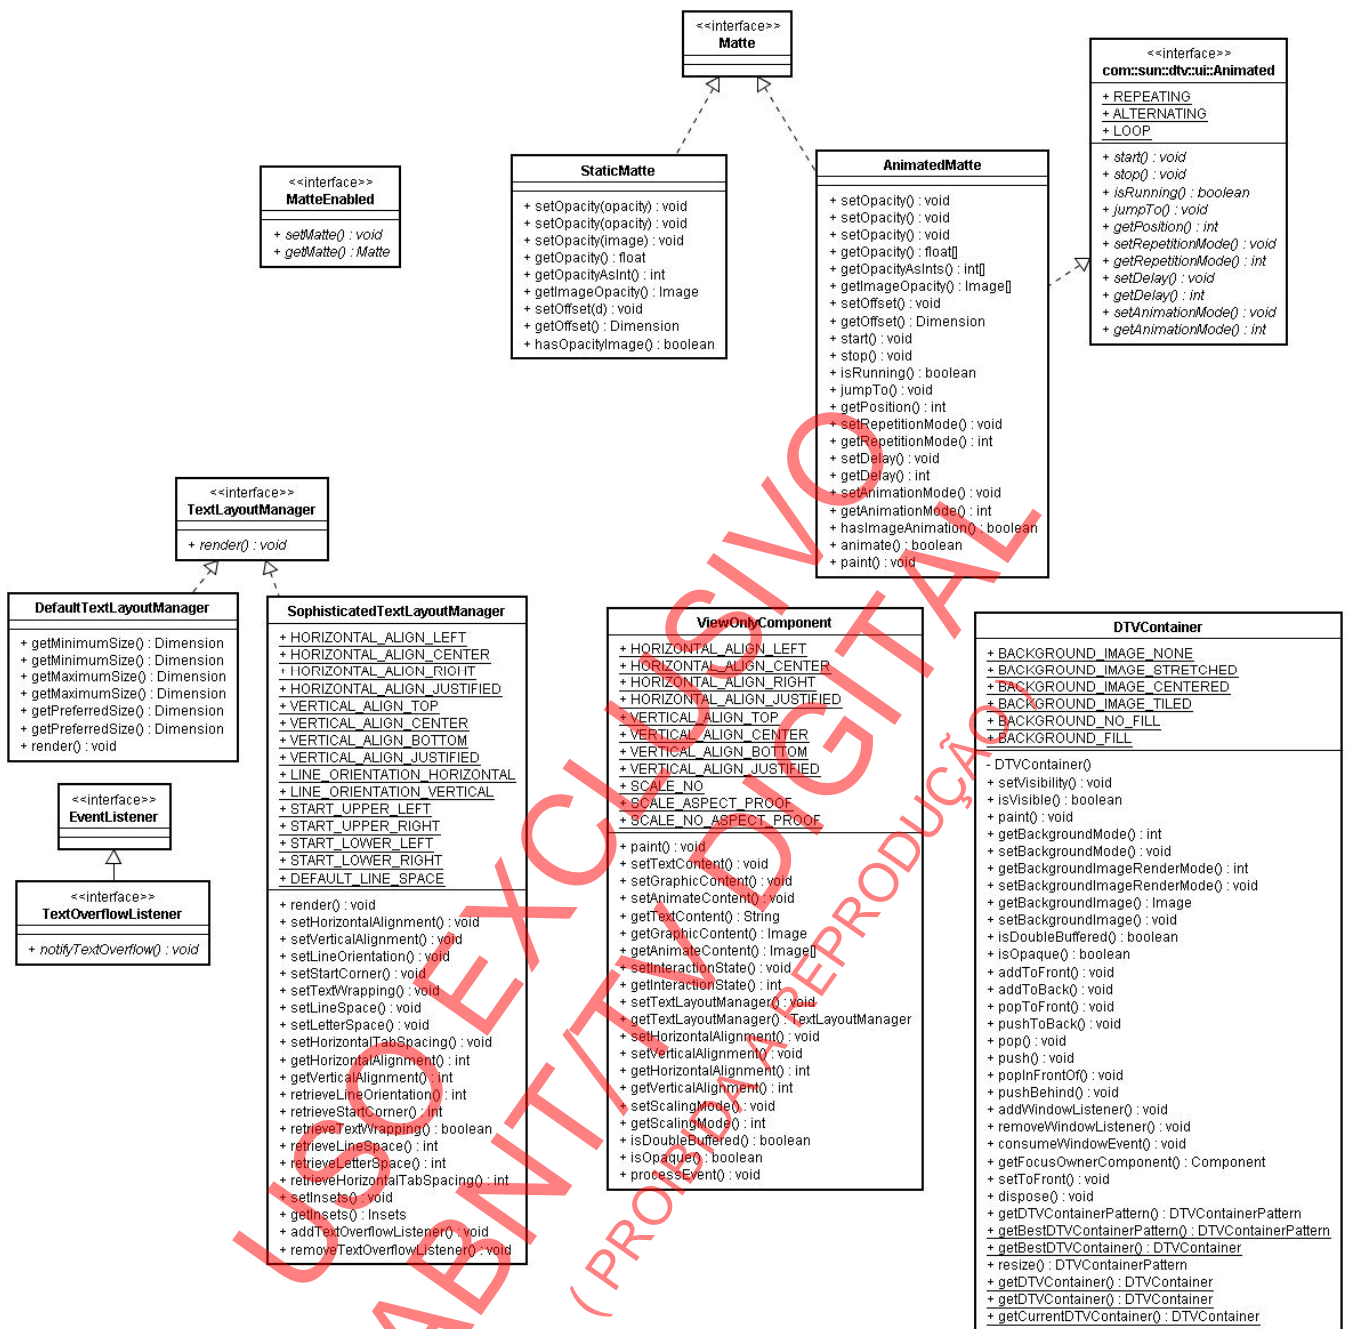 <<interface>>
Matte
<<interface>>
com::sun::dtv::ui::Animated
+ REPEATING
+ ALTERNATING
+ LOOP
+ start() : void
+ stop() : void
+ isRunning() : boolean
+ jumpTo() : void
+ getPosition() : int
+ setRepetitionMode() : void
+ getRepetitionMode() : int
+ setDelay() : void
+ getDelay() : int
+ setAnimationMode() : void
+ getAnimationMode() : int
<<interface>>
MatteEnabled
+ setMatte() : void
+ getMatte() : Matte
StaticMatte
+ setOpacity(opacity) : void
+ setOpacity(opacity) : void
+ setOpacity(image) : void
+ getOpacity() : float
+ getOpacityAsInt() : int
+ getImageOpacity() : Image
+ setOffset(d) : void
+ getOffset() : Dimension
+ hasOpacityImage() : boolean
AnimatedMatte
+ setOpacity() : void
+ setOpacity() : void
+ setOpacity() : void
+ getOpacity() : float[]
+ getOpacityAsInts() : int[]
+ getImageOpacity() : Image[]
+ setOffset() : void
+ getOffset() : Dimension
+ start() : void
+ stop() : void
+ isRunning() : boolean
+ jumpTo() : void
+ getPosition() : int
+ setRepetitionMode() : void
+ getRepetitionMode() : int
+ setDelay() : void
+ getDelay() : int
+ setAnimationMode() : void
+ getAnimationMode() : int
+ hasImageAnimation() : boolean
+ animate() : boolean
+ paint() : void
<<interface>>
TextLayoutManager
+ render() : void
DefaultTextLayoutManager
+ getMinimumSize() : Dimension
+ getMinimumSize() : Dimension
+ getMaximumSize() : Dimension
+ getMaximumSize() : Dimension
+ getPreferredSize() : Dimension
+ getPreferredSize() : Dimension
+ render() : void
<<interface>>
EventListener
<<interface>>
TextOverflowListener
+ notifyTextOverflow() : void
SophisticatedTextLayoutManager
+ HORIZONTAL_ALIGN_LEFT
+ HORIZONTAL_ALIGN_CENTER
+ HORIZONTAL_ALIGN_RIGHT
+ HORIZONTAL_ALIGN_JUSTIFIED
+ VERTICAL_ALIGN_TOP
+ VERTICAL_ALIGN_CENTER
+ VERTICAL_ALIGN_BOTTOM
+ VERTICAL_ALIGN_JUSTIFIED
+ LINE_ORIENTATION_HORIZONTAL
+ LINE_ORIENTATION_VERTICAL
+ START_UPPER_LEFT
+ START_UPPER_RIGHT
+ START_LOWER_LEFT
+ START_LOWER_RIGHT
+ DEFAULT_LINE_SPACE
+ render() : void
+ setHorizontalAlignment() : void
+ setVerticalAlignment() : void
+ setLineOrientation() : void
+ setStartCorner() : void
+ setTextWrapping() : void
+ setLineSpace() : void
+ setLetterSpace() : void
+ setHorizontalTabSpacing() : void
+ getHorizontalAlignment() : int
+ getVerticalAlignment() : int
+ retrieveLineOrientation() : int
+ retrieveStartCorner() : int
+ retrieveTextWrapping() : boolean
+ retrieveLineSpace() : int
+ retrieveLetterSpace() : int
+ retrieveHorizontalTabSpacing() : int
+ setInsets() : void
+ getInsets() : Insets
+ addTextOverflowListener() : void
+ removeTextOverflowListener() : void
ViewOnlyComponent
+ HORIZONTAL_ALIGN_LEFT
+ HORIZONTAL_ALIGN_CENTER
+ HORIZONTAL_ALIGN_RIGHT
+ HORIZONTAL_ALIGN_JUSTIFIED
+ VERTICAL_ALIGN_TOP
+ VERTICAL_ALIGN_CENTER
+ VERTICAL_ALIGN_BOTTOM
+ VERTICAL_ALIGN_JUSTIFIED
+ SCALE_NO
+ SCALE_ASPECT_PROOF
+ SCALE_NO_ASPECT_PROOF
+ paint() : void
+ setTextContent() : void
+ setGraphicContent() : void
+ setAnimateContent() : void
+ getTextContent() : String
+ getGraphicContent() : Image
+ getAnimateContent() : Image[]
+ setInteractionState() : void
+ getInteractionState() : int
+ setTextLayoutManager() : void
+ getTextLayoutManager() : TextLayoutManager
+ setHorizontalAlignment() : void
+ setVerticalAlignment() : void
+ getHorizontalAlignment() : int
+ getVerticalAlignment() : int
+ setScalingMode() : void
+ getScalingMode() : int
+ isDoubleBuffered() : boolean
+ isOpaque() : boolean
+ processEvent() : void
DTVContainer
+ BACKGROUND_IMAGE_NONE
+ BACKGROUND_IMAGE_STRETCHED
+ BACKGROUND_IMAGE_CENTERED
+ BACKGROUND_IMAGE_TILED
+ BACKGROUND_NO_FILL
+ BACKGROUND_FILL
- DTVContainer()
+ setVisibility() : void
+ isVisible() : boolean
+ paint() : void
+ getBackgroundMode() : int
+ setBackgroundMode() : void
+ getBackgroundImageRenderMode() : int
+ setBackgroundImageRenderMode() : void
+ getBackgroundImage() : Image
+ setBackgroundImage() : void
+ isDoubleBuffered() : boolean
+ isOpaque() : boolean
+ addToFront() : void
+ addToBack() : void
+ popToFront() : void
+ pushToBack() : void
+ pop() : void
+ push() : void
+ popInFrontOf() : void
+ pushBehind() : void
+ addWindowListener() : void
+ removeWindowListener() : void
+ consumeWindowEvent() : void
+ getFocusOwnerComponent() : Component
+ setToFront() : void
+ dispose() : void
+ getDTVContainerPattern() : DTVContainerPattern
+ getBestDTVContainerPattern() : DTVContainerPattern
+ getBestDTVContainer() : DTVContainer
+ resize() : DTVContainerPattern
+ getDTVContainer() : DTVContainer
+ getDTVContainer() : DTVContainer
+ getCurrentDTVContainer() : DTVContainer
USO EXCLUSIVO
ABNT/TV DIGITAL
( PROIBIDA A REPRODUÇÃO )